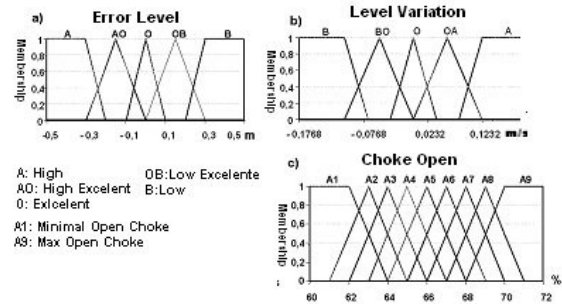 a) Error Level
A AO O OB B
Membership
1
0,8
0,6
0,4
0,2
0
-0,5 -0,3 -0,1 0,1 0,3 0,5 m
b) Level Variation
B BO O OA A
Membership
1
0,8
0,6
0,4
0,2
0
-0,1768 -0,0768 0,0232 0,1232 m/s
A: High
AO: High Excelent
O: Exlcelent
OB:Low Excelente
B:Low
A1: Minimal Open Choke
A9: Max Open Choke
c) Choke Open
A1 A2 A3 A4 A5 A6 A7 A8 A9
Membership
1
0,8
0,6
0,4
0,2
0
60 62 64 66 68 70 72
%